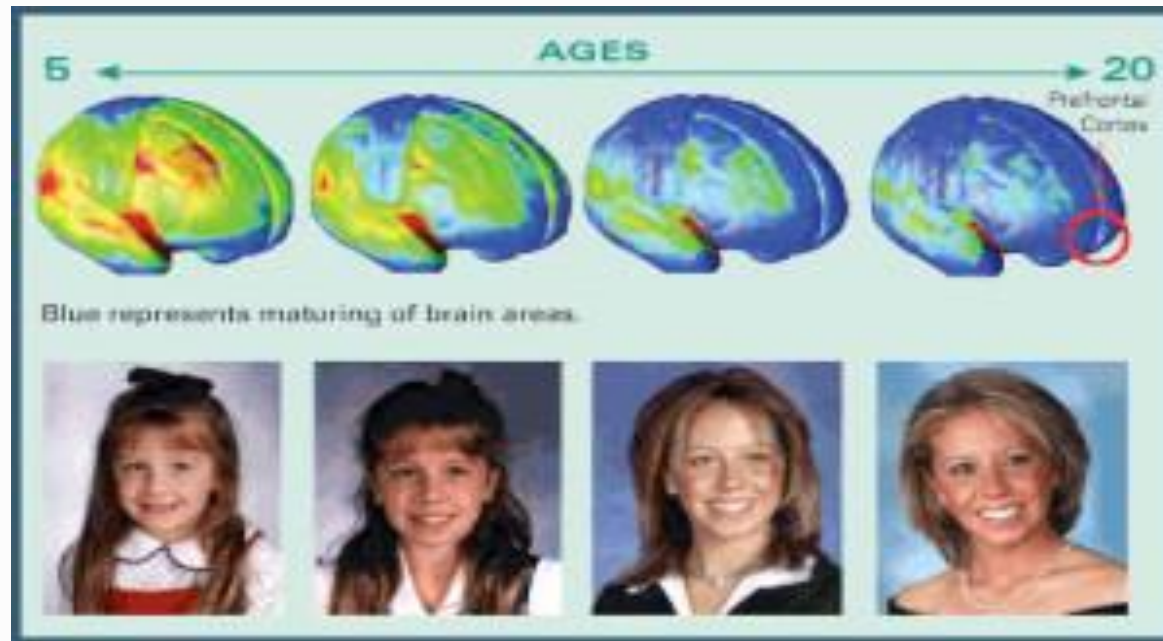 AGES
5 20
Prefrontal
Cortex
Blue represents maturing of brain areas.